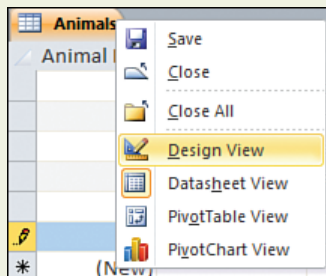 Animals
Animal
Save
Close
Close All
Design View
Datasheet View
PivotTable View
PivotChart View
(New)